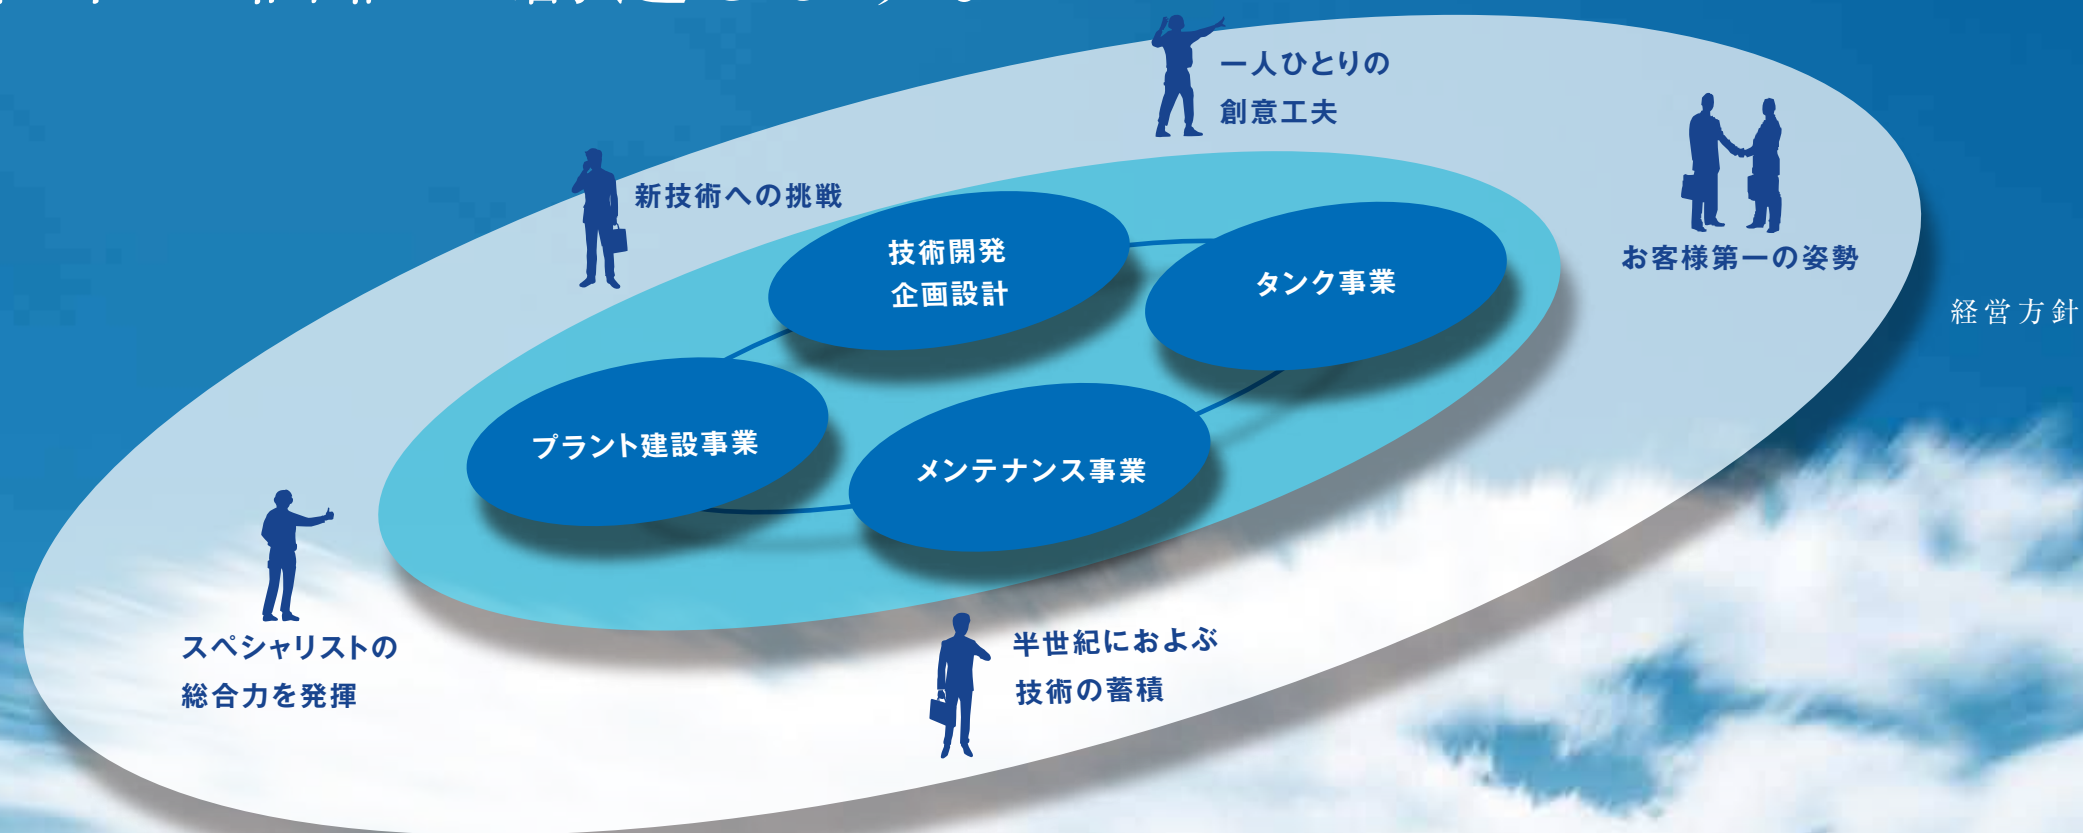 一人ひとりの
創意工夫
新技術への挑戦
お客様第一の姿勢
技術開発
企画設計
タンク事業
経営方針
プラント建設事業
メンテナンス事業
スペシャリストの
総合力を発揮
半世紀におよぶ
技術の蓄積